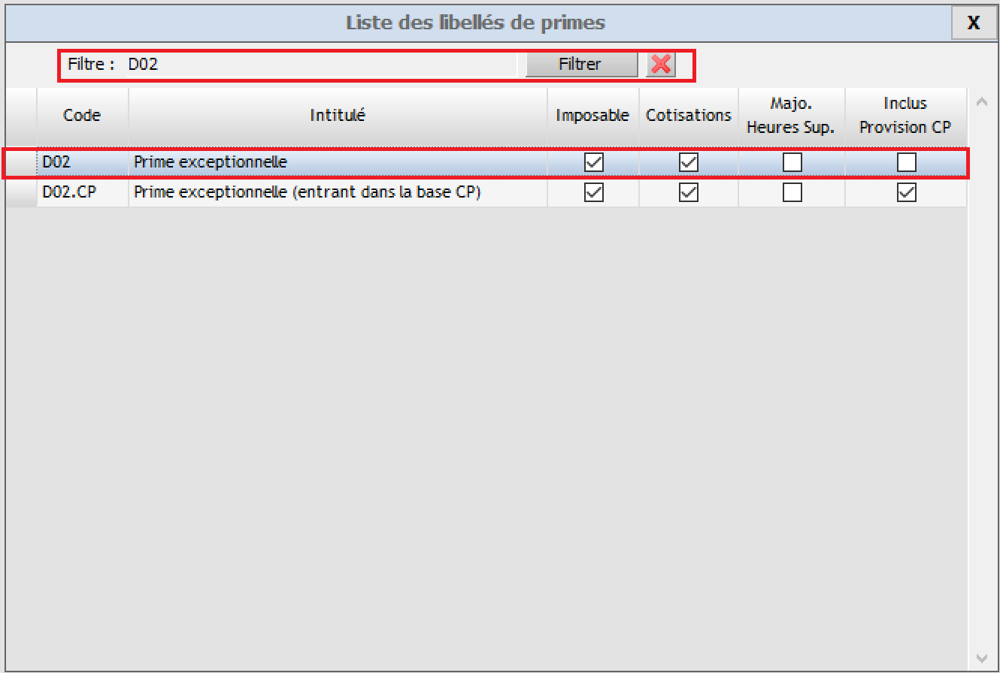 Liste des libellés de primes X
Filtre : D02 Filtrer
Code Intitulé Imposable Cotisations Majo. Heures Sup. Inclus Provision CP
D02 Prime exceptionnelle
D02.CP Prime exceptionnelle (entrant dans la base CP)